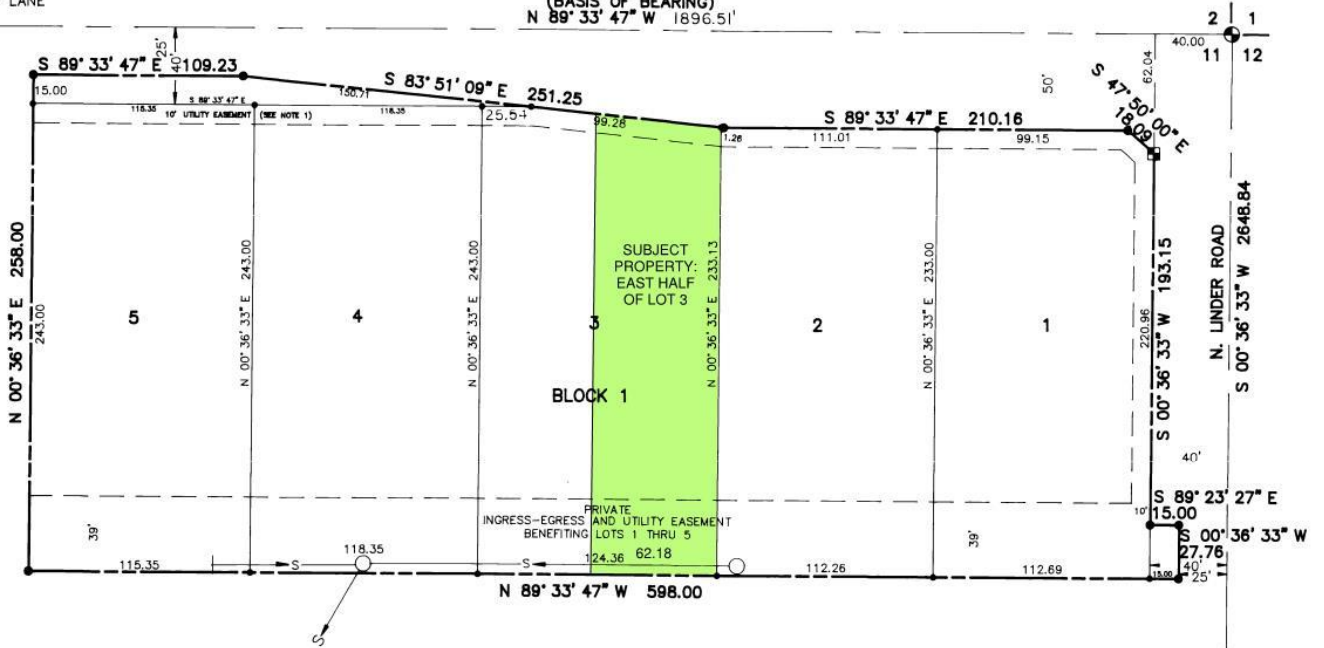 LANE
(BASIS OF BEARING)
N 89° 33' 47" W 1896.51'
2 1
11 12
40.00
25'
40'
50'
62.04
S 89° 33' 47" E 109.23
S 83° 51' 09" E 251.25
S 89° 33' 47" E 210.16
S 47° 50' 00" E
18.09
15.00
118.35
S 89° 33' 47" E
150.71
118.35
25.54
99.28
1.26
111.01
99.15
10' UTILITY EASEMENT (SEE NOTE 1)
N 00° 36' 33" E 258.00
243.00
N 00° 36' 33" E 243.00
N 00° 36' 33" E 243.00
N 00° 36' 33" E 233.13
N 00° 36' 33" E 233.00
220.96
S 00° 36' 33" W 193.15
N. LINDER ROAD
S 00° 36' 33" W 2648.84
SUBJECT
PROPERTY:
EAST HALF
OF LOT 3
5
4
3
2
1
BLOCK 1
40'
S 89° 23' 27" E
10'
15.00
S 00° 36' 33" W
27.76
40'
25'
15.00
PRIVATE
INGRESS-EGRESS AND UTILITY EASEMENT
BENEFITING LOTS 1 THRU 5
39'
39'
115.35
S
118.35
S
124.36
62.18
112.26
112.69
N 89° 33' 47" W 598.00
S